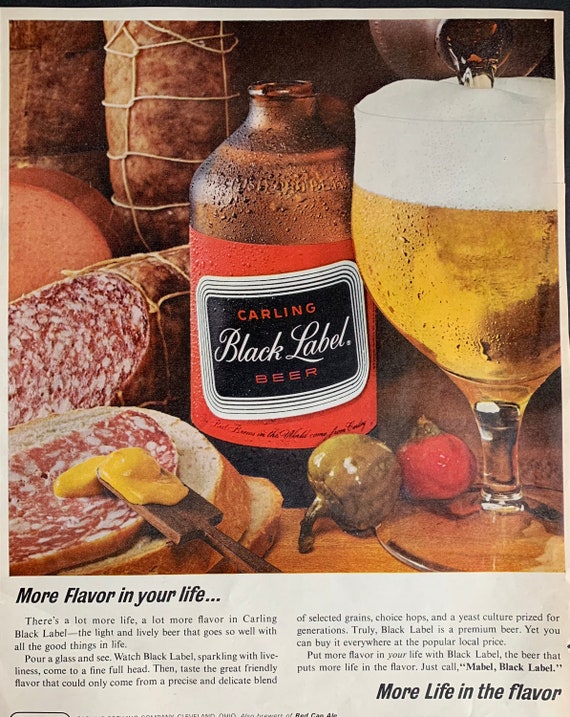 CARLING
Black Label®
BEER
More Flavor in your life...
There's a lot more life, a lot more flavor in Carling
Black Label—the light and lively beer that goes so well with
all the good things in life.
Pour a glass and see. Watch Black Label, sparkling with live-
liness, come to a fine full head. Then, taste the great friendly
flavor that could only come from a precise and delicate blend
of selected grains, choice hops, and a yeast culture prized for
generations. Truly, Black Label is a premium beer. Yet you
can buy it everywhere at the popular local price.
Put more flavor in your life with Black Label, the beer that
puts more life in the flavor. Just call, "Mabel, Black Label."
More Life in the flavor
COMPANY, CLEVELAND, OHIO. Also brewers of Red Cap Ale